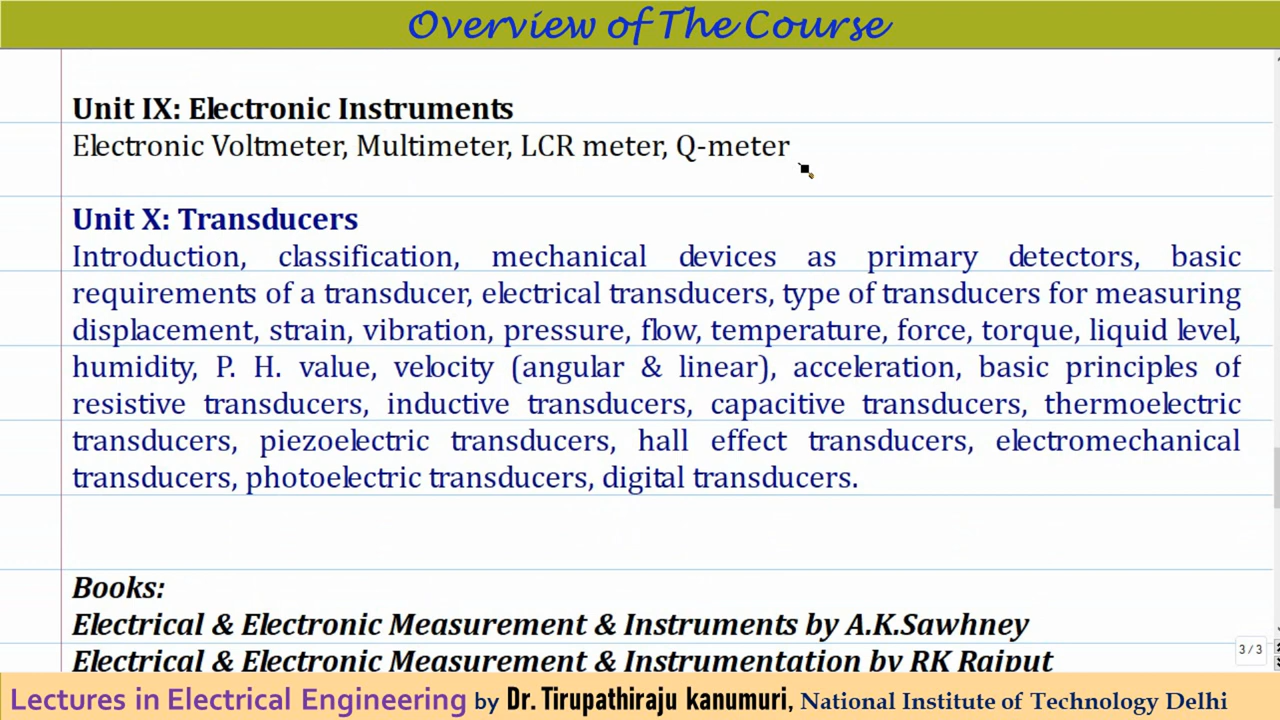 Overview of The Course
Unit IX: Electronic Instruments
Electronic Voltmeter, Multimeter, LCR meter, Q-meter
Unit X: Transducers
Introduction, classification, mechanical devices as primary detectors, basic
requirements of a transducer, electrical transducers, type of transducers for measuring
displacement, strain, vibration, pressure, flow, temperature, force, torque, liquid level,
humidity, P. H. value, velocity (angular & linear), acceleration, basic principles of
resistive transducers, inductive transducers, capacitive transducers, thermoelectric
transducers, piezoelectric transducers, hall effect transducers, electromechanical
transducers, photoelectric transducers, digital transducers.
Books:
Electrical & Electronic Measurement & Instruments by A.K.Sawhney
Electrical & Electronic Measurement & Instrumentation by RK Rajput
3 / 3
Lectures in Electrical Engineering by Dr. Tirupathiraju kanumuri, National Institute of Technology Delhi